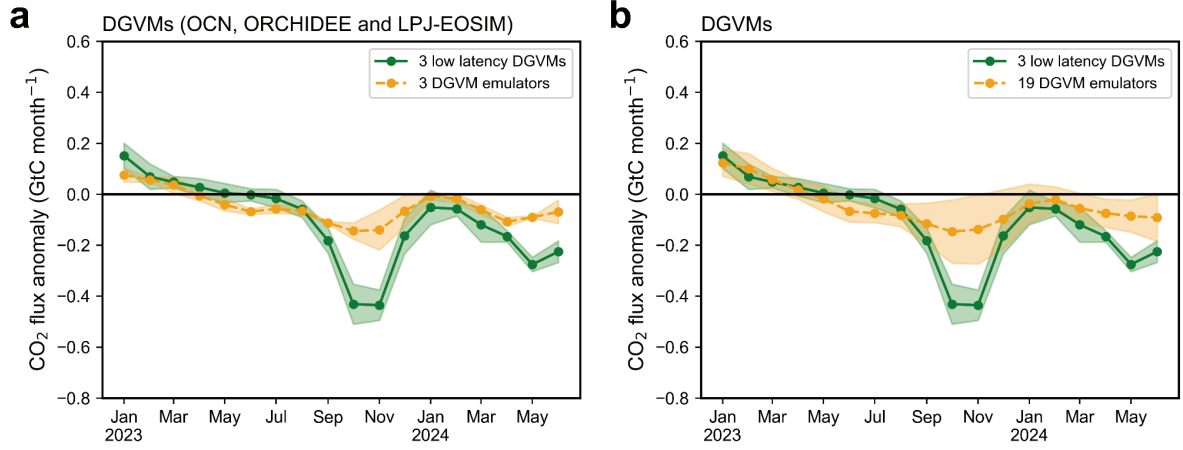 a
DGVMs (OCN, ORCHIDEE and LPJ-EOSIM)
3 low latency DGVMs
3 DGVM emulators
CO₂ flux anomaly (GtC month⁻¹)
0.6
0.4
0.2
0.0
−0.2
−0.4
−0.6
−0.8
Jan Mar May Jul Sep Nov Jan Mar May
2023 2024
b
DGVMs
3 low latency DGVMs
19 DGVM emulators
CO₂ flux anomaly (GtC month⁻¹)
0.6
0.4
0.2
0.0
−0.2
−0.4
−0.6
−0.8
Jan Mar May Jul Sep Nov Jan Mar May
2023 2024